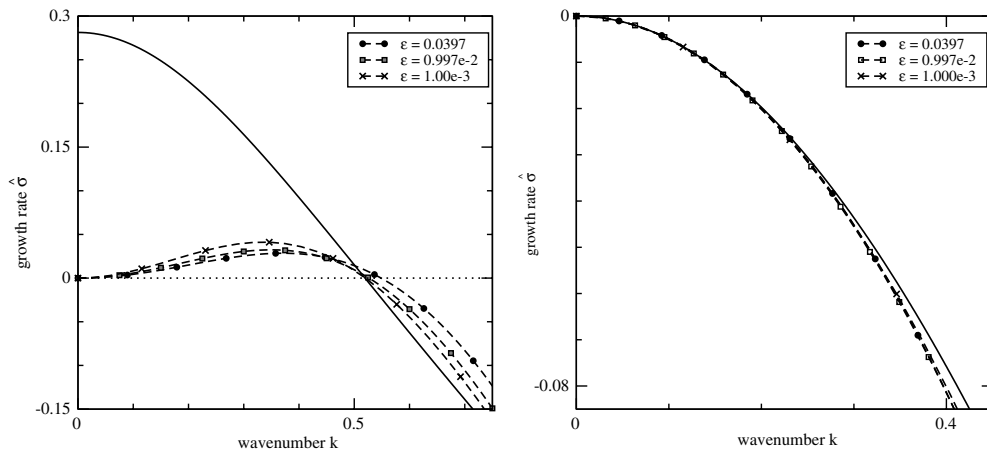 0.3
0.15
0
-0.15
0.5
growth rate σ̂
wavenumber k
ε = 0.0397
ε = 0.997e-2
ε = 1.00e-3
0
-0.08
0
0.4
growth rate σ̂
wavenumber k
ε = 0.0397
ε = 0.997e-2
ε = 1.000e-3